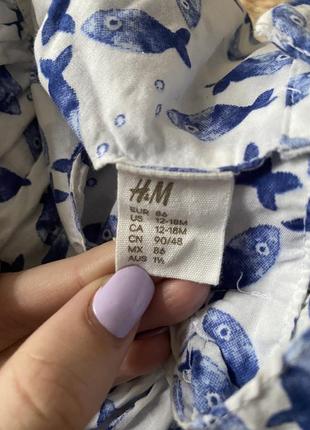 H&M
EUR 86
US 12-18M
CA 12-18M
CN 90/48
MX 86
AUS 1½